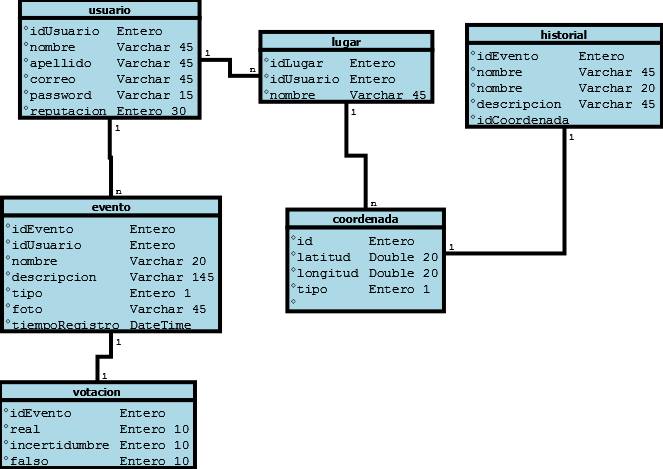 usuario
idUsuario Entero
nombre Varchar 45
apellido Varchar 45
correo Varchar 45
password Varchar 15
reputacion Entero 30
1
n
1
n
lugar
idLugar Entero
idUsuario Entero
nombre Varchar 45
1
n
historial
idEvento Entero
nombre Varchar 45
nombre Varchar 20
descripcion Varchar 45
idCoordenada
1
1
evento
idEvento Entero
idUsuario Entero
nombre Varchar 20
descripcion Varchar 145
tipo Entero 1
foto Varchar 45
tiempoRegistro DateTime
1
1
coordenada
id Entero
latitud Double 20
longitud Double 20
tipo Entero 1
votacion
idEvento Entero
real Entero 10
incertidumbre Entero 10
falso Entero 10